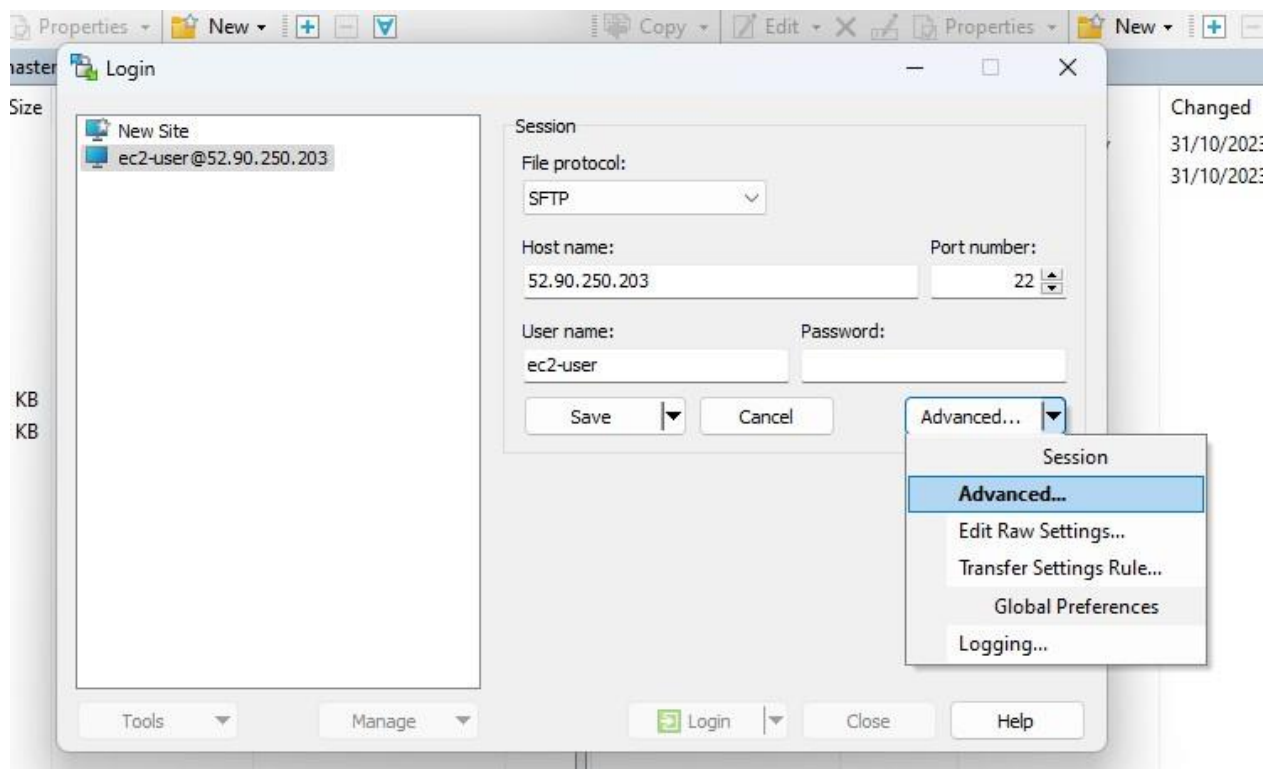 Properties New Copy Edit Properties New
Login
Size
Changed
New Site
ec2-user@52.90.250.203
31/10/2023
31/10/2023
Session
File protocol:
SFTP
Host name: Port number:
52.90.250.203 22
User name: Password:
ec2-user
KB
KB
Save Cancel Advanced...
Session
Advanced...
Edit Raw Settings...
Transfer Settings Rule...
Global Preferences
Logging...
Tools Manage Login Close Help